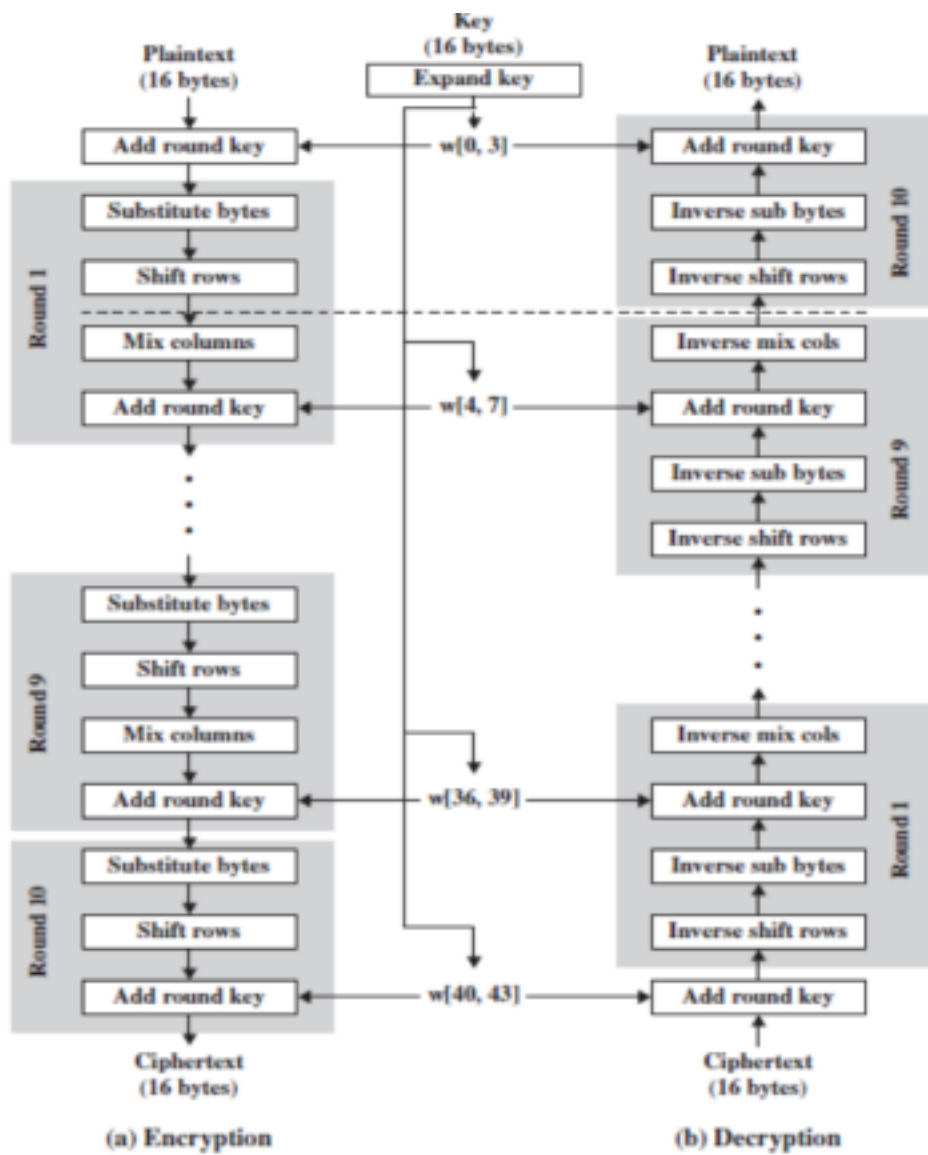 Key
(16 bytes)
Expand key
Plaintext
(16 bytes)
Add round key
Round 1
Substitute bytes
Shift rows
Mix columns
Add round key
Round 9
Substitute bytes
Shift rows
Mix columns
Add round key
Round 10
Substitute bytes
Shift rows
Add round key
Ciphertext
(16 bytes)
(a) Encryption
w[0, 3]
w[4, 7]
w[36, 39]
w[40, 43]
Plaintext
(16 bytes)
Add round key
Inverse sub bytes
Inverse shift rows
Round 10
Inverse mix cols
Add round key
Inverse sub bytes
Inverse shift rows
Round 9
Inverse mix cols
Add round key
Inverse sub bytes
Inverse shift rows
Round 1
Add round key
Ciphertext
(16 bytes)
(b) Decryption